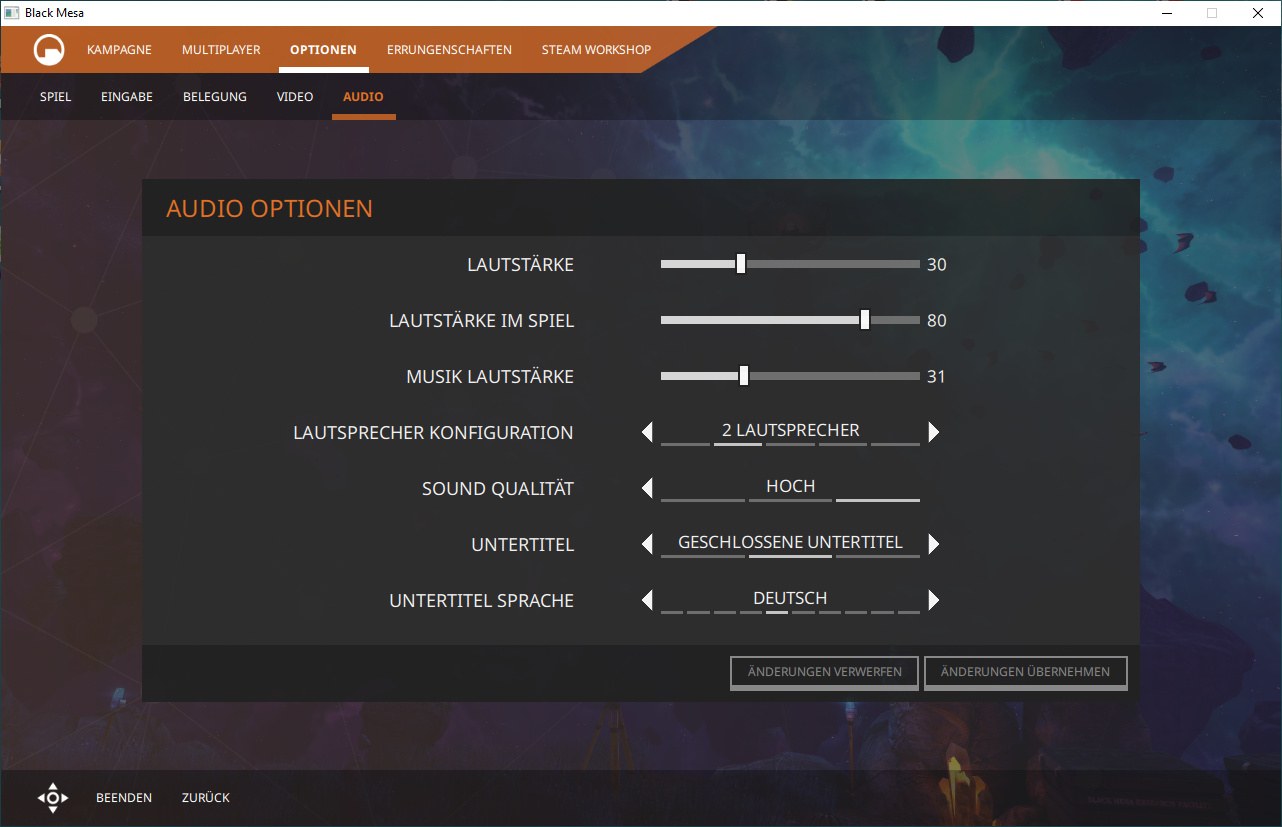 Black Mesa
KAMPAGNE MULTIPLAYER OPTIONEN ERRUNGENSCHAFTEN STEAM WORKSHOP
SPIEL EINGABE BELEGUNG VIDEO AUDIO
AUDIO OPTIONEN
LAUTSTÄRKE 30
LAUTSTÄRKE IM SPIEL 80
MUSIK LAUTSTÄRKE 31
LAUTSPRECHER KONFIGURATION 2 LAUTSPRECHER
SOUND QUALITÄT HOCH
UNTERTITEL GESCHLOSSENE UNTERTITEL
UNTERTITEL SPRACHE DEUTSCH
ÄNDERUNGEN VERWERFEN ÄNDERUNGEN ÜBERNEHMEN
BEENDEN ZURÜCK